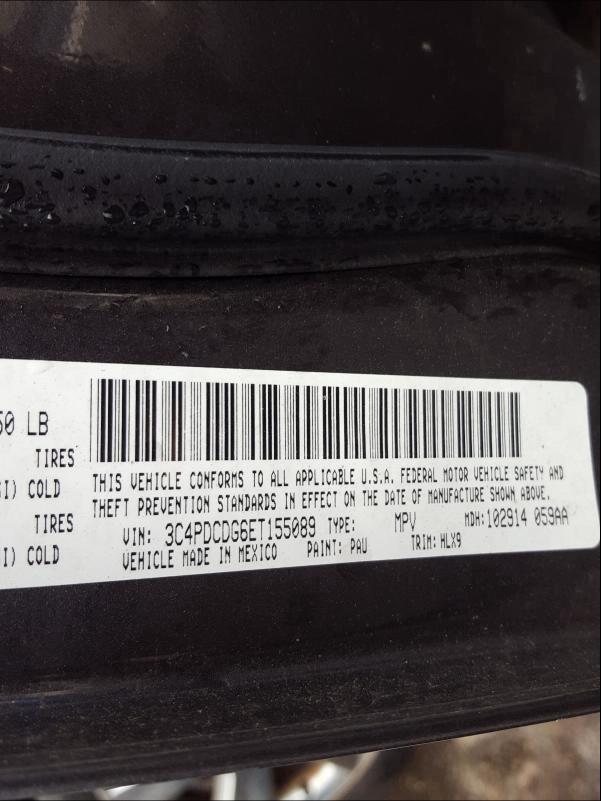 50 LB
TIRES
SI) COLD
TIRES
SI) COLD
THIS VEHICLE CONFORMS TO ALL APPLICABLE U.S.A. FEDERAL MOTOR VEHICLE SAFETY AND
THEFT PREVENTION STANDARDS IN EFFECT ON THE DATE OF MANUFACTURE SHOWN ABOVE.
VIN: 3C4PDCDG6ET155089 TYPE: MPV MDH: 102914 059AA
VEHICLE MADE IN MEXICO PAINT: PAU TRIM: HLX9